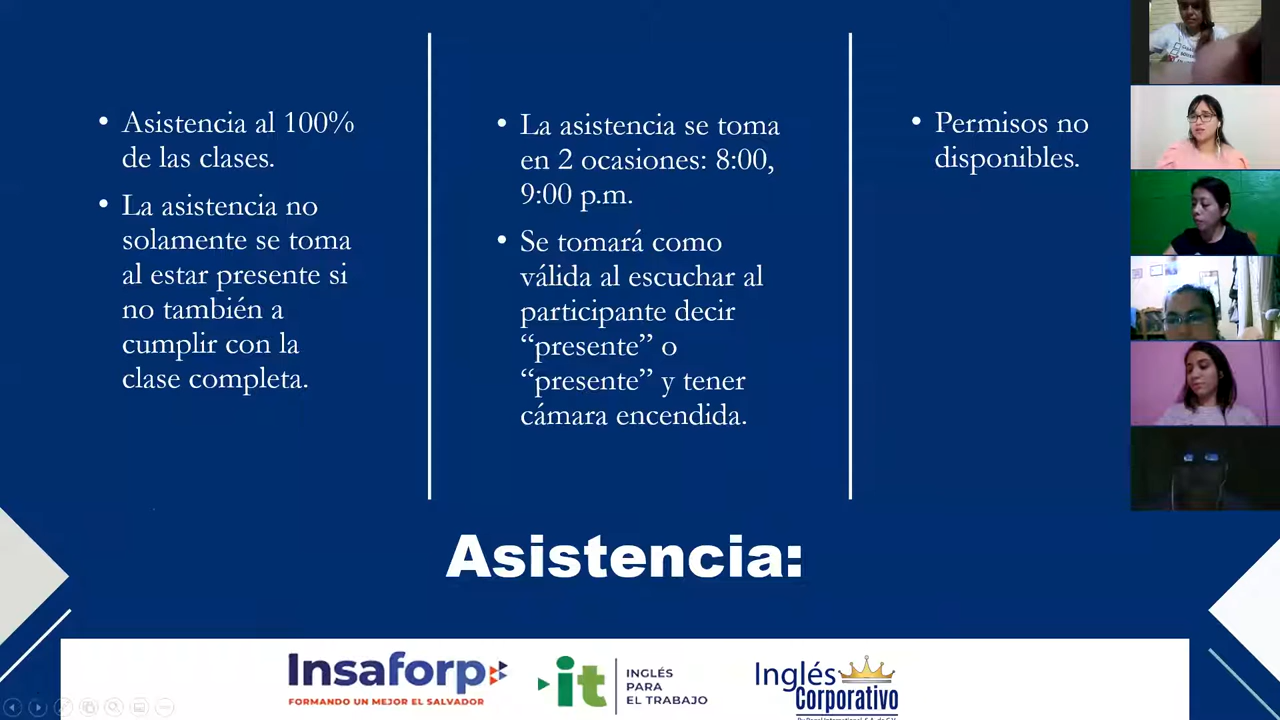 • Asistencia al 100%
de las clases.
• La asistencia no
solamente se toma
al estar presente si
no también a
cumplir con la
clase completa.
• La asistencia se toma
en 2 ocasiones: 8:00,
9:00 p.m.
• Se tomará como
válida al escuchar al
participante decir
“presente” o
“presente” y tener
cámara encendida.
• Permisos no
disponibles.
Asistencia:
Insaforp
FORMANDO UN MEJOR EL SALVADOR
it
INGLÉS
PARA
EL TRABAJO
Inglés
Corporativo